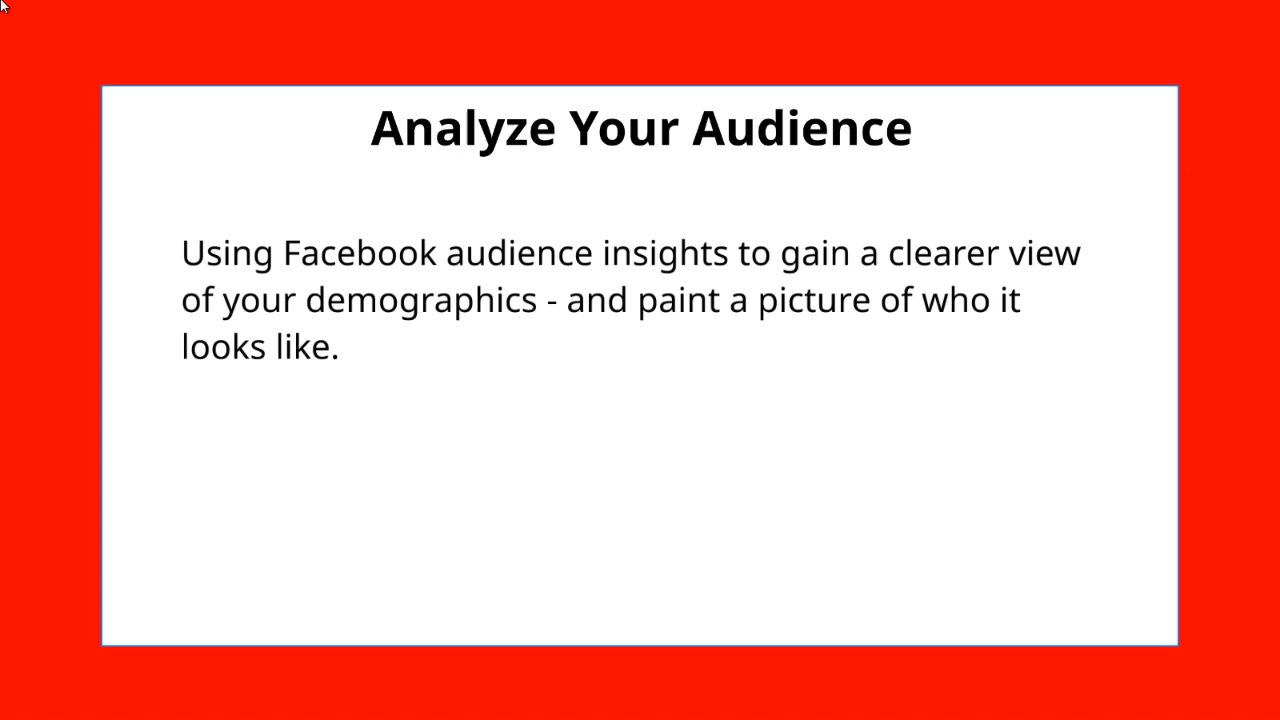 Analyze Your Audience
Using Facebook audience insights to gain a clearer view
of your demographics - and paint a picture of who it
looks like.